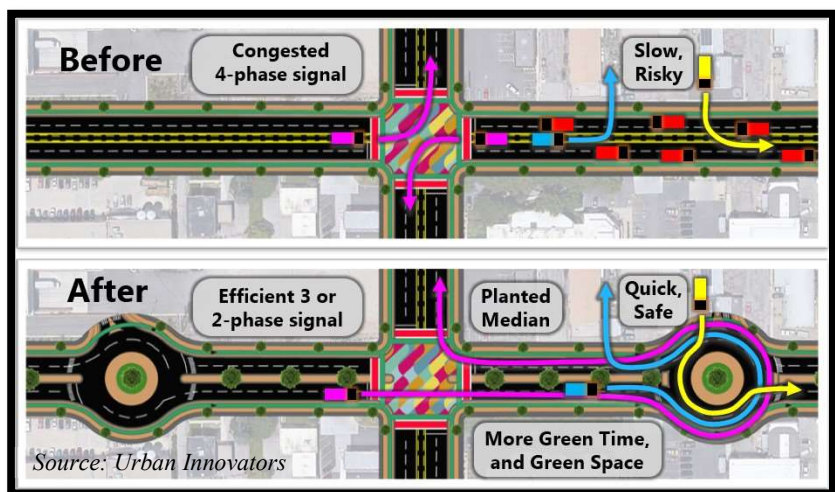 Before
Congested
4-phase signal
Slow,
Risky
After
Efficient 3 or
2-phase signal
Planted
Median
Quick,
Safe
More Green Time,
and Green Space
Source: Urban Innovators